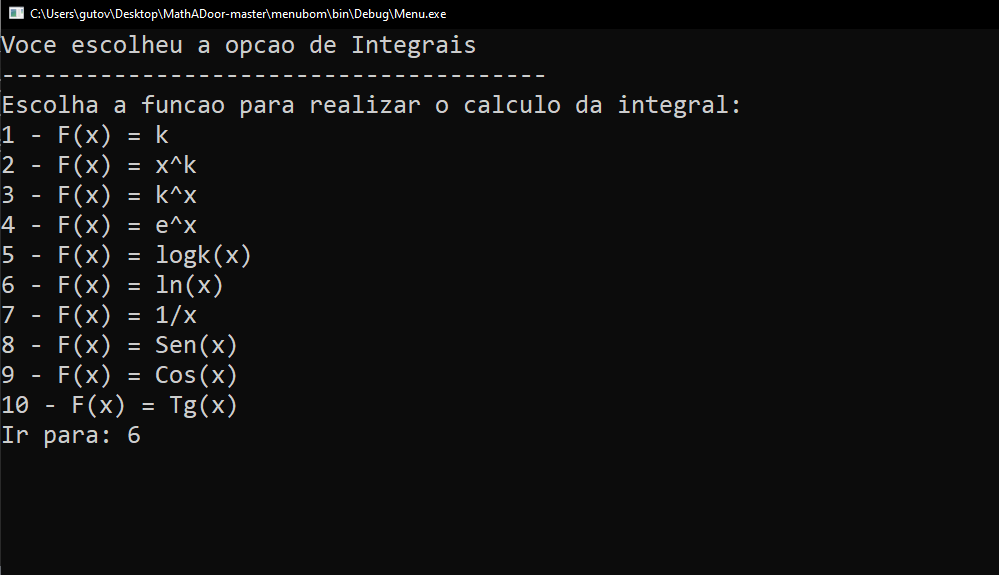 C:\Users\gutov\Desktop\MathADoor-master\menubom\bin\Debug\Menu.exe
Voce escolheu a opcao de Integrais
---------------------------------------
Escolha a funcao para realizar o calculo da integral:
1 - F(x) = k
2 - F(x) = x^k
3 - F(x) = k^x
4 - F(x) = e^x
5 - F(x) = logk(x)
6 - F(x) = ln(x)
7 - F(x) = 1/x
8 - F(x) = Sen(x)
9 - F(x) = Cos(x)
10 - F(x) = Tg(x)
Ir para: 6